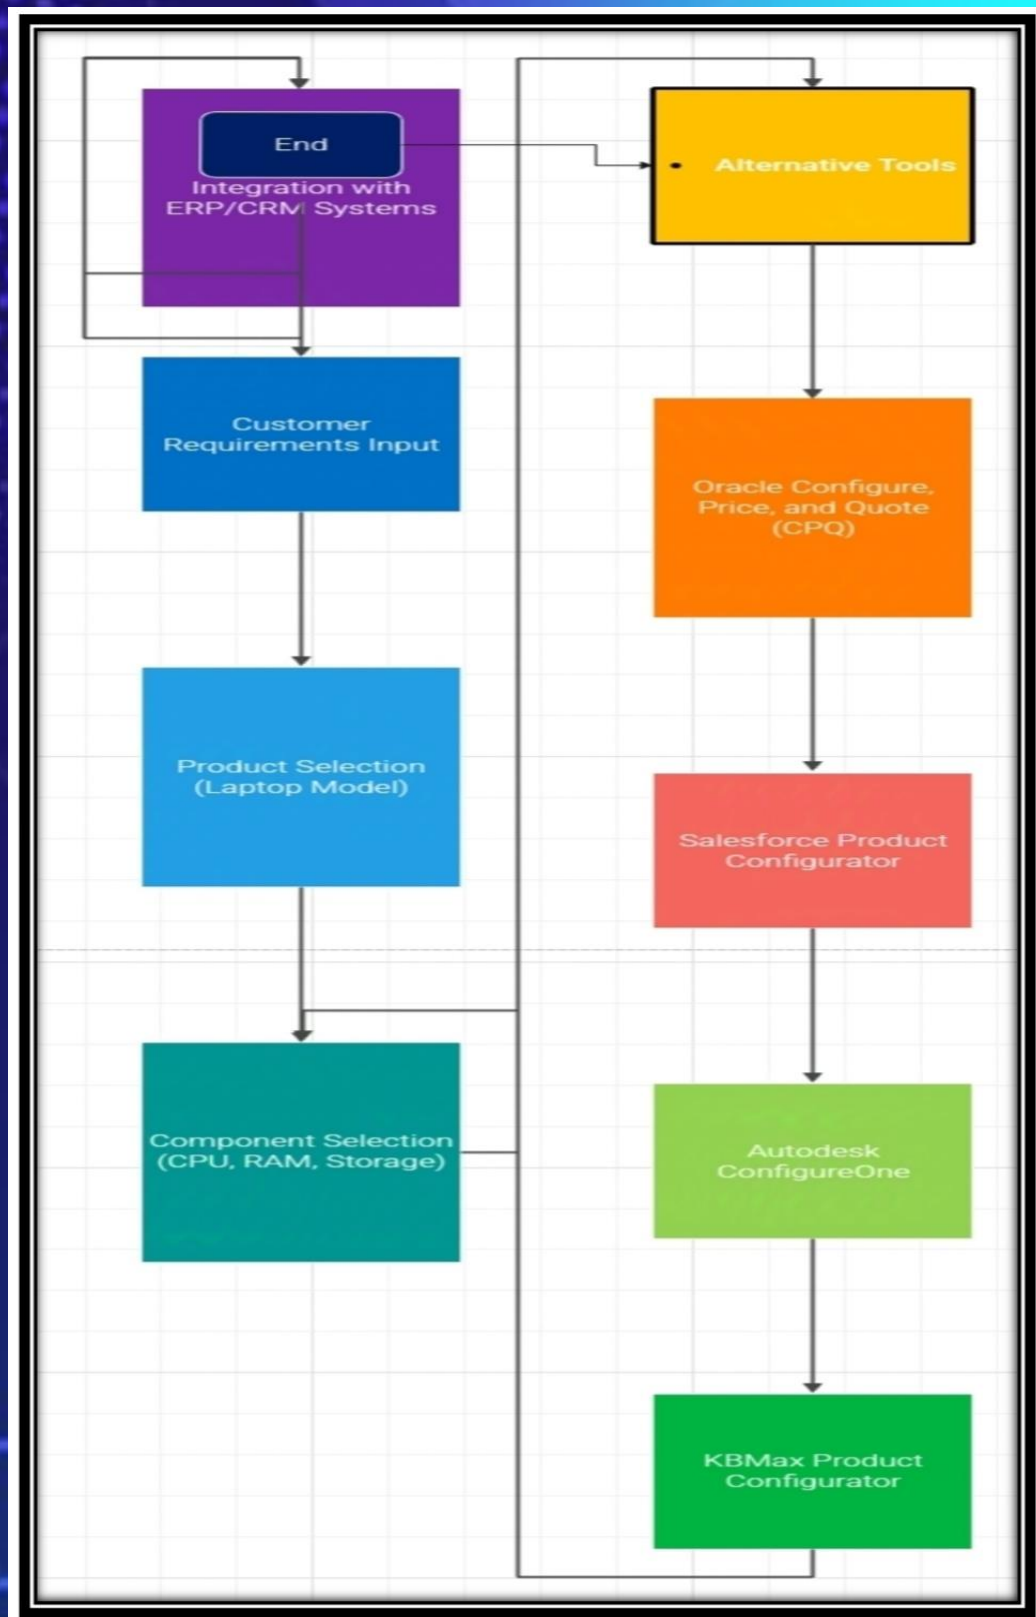 End
Integration with
ERP/CRM Systems
Customer
Requirements Input
Product Selection
(Laptop Model)
Component Selection
(CPU, RAM, Storage)
• Alternative Tools
Oracle Configure,
Price, and Quote
(CPQ)
Salesforce Product
Configurator
Autodesk
ConfigureOne
KBMax Product
Configurator